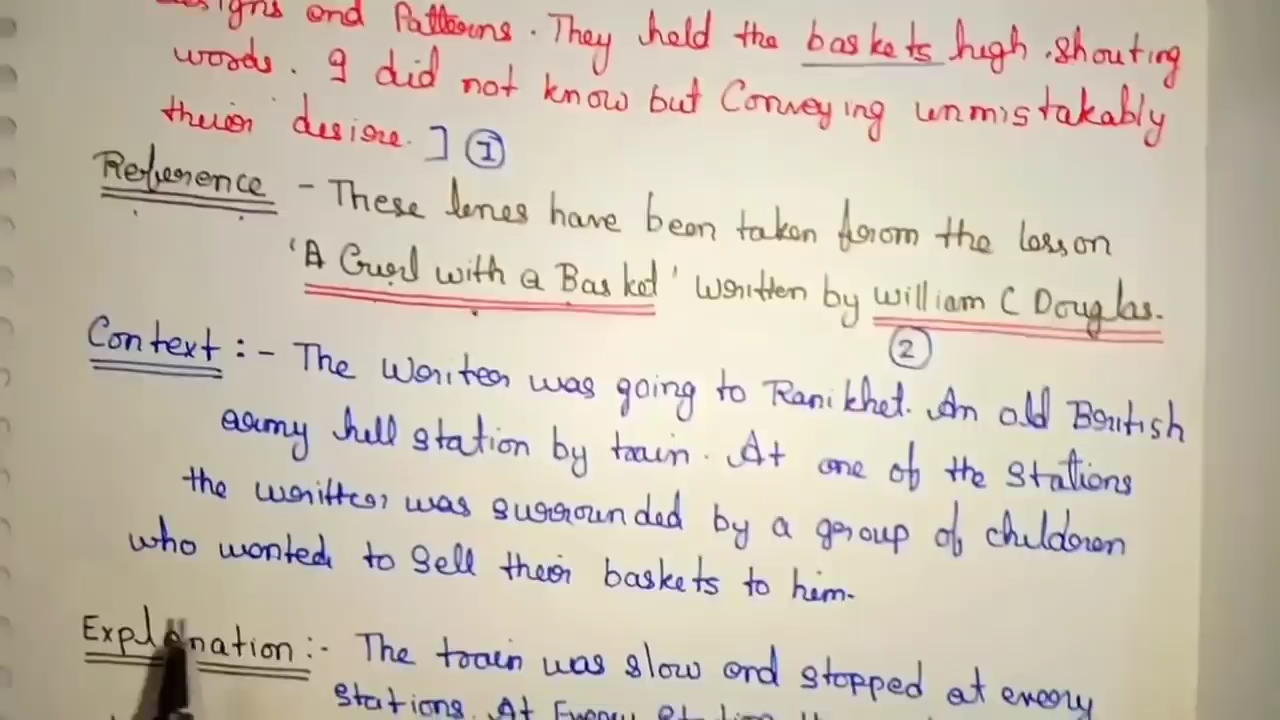 and Patterns. They held the baskets high, shouting
words. I did not know but Conveying unmistakably
their desire.] ①
Reference - These lines have been taken from the lesson
'A Gurl with a Basket' written by William C Douglas.
②
Context :- The Writer was going to Ranikhet. An old British
army hill station by train. At one of the stations
the writter was surrounded by a group of children
who wanted to sell their baskets to him.
Explanation :- The train was slow and stopped at every
stations. At Every